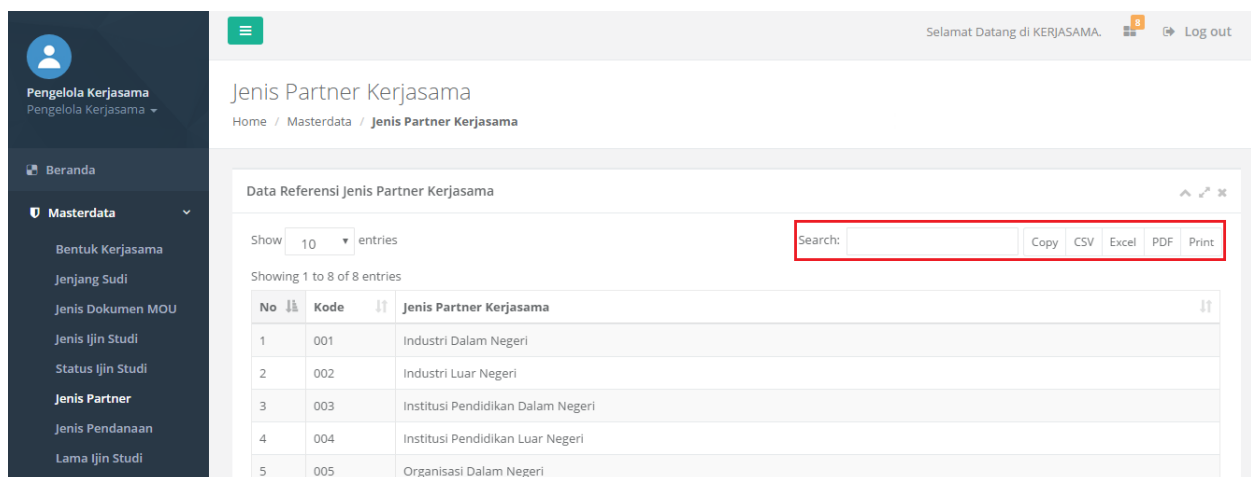 Pengelola Kerjasama
Pengelola Kerjasama
Beranda
Masterdata
Bentuk Kerjasama
Jenjang Sudi
Jenis Dokumen MOU
Jenis Ijin Studi
Status Ijin Studi
Jenis Partner
Jenis Pendanaan
Lama Ijin Studi
Selamat Datang di KERJASAMA. 8 Log out
Jenis Partner Kerjasama
Home / Masterdata / Jenis Partner Kerjasama
Data Referensi Jenis Partner Kerjasama
Show 10 entries Search: Copy CSV Excel PDF Print
Showing 1 to 8 of 8 entries
No Kode Jenis Partner Kerjasama
1 001 Industri Dalam Negeri
2 002 Industri Luar Negeri
3 003 Institusi Pendidikan Dalam Negeri
4 004 Institusi Pendidikan Luar Negeri
5 005 Organisasi Dalam Negeri